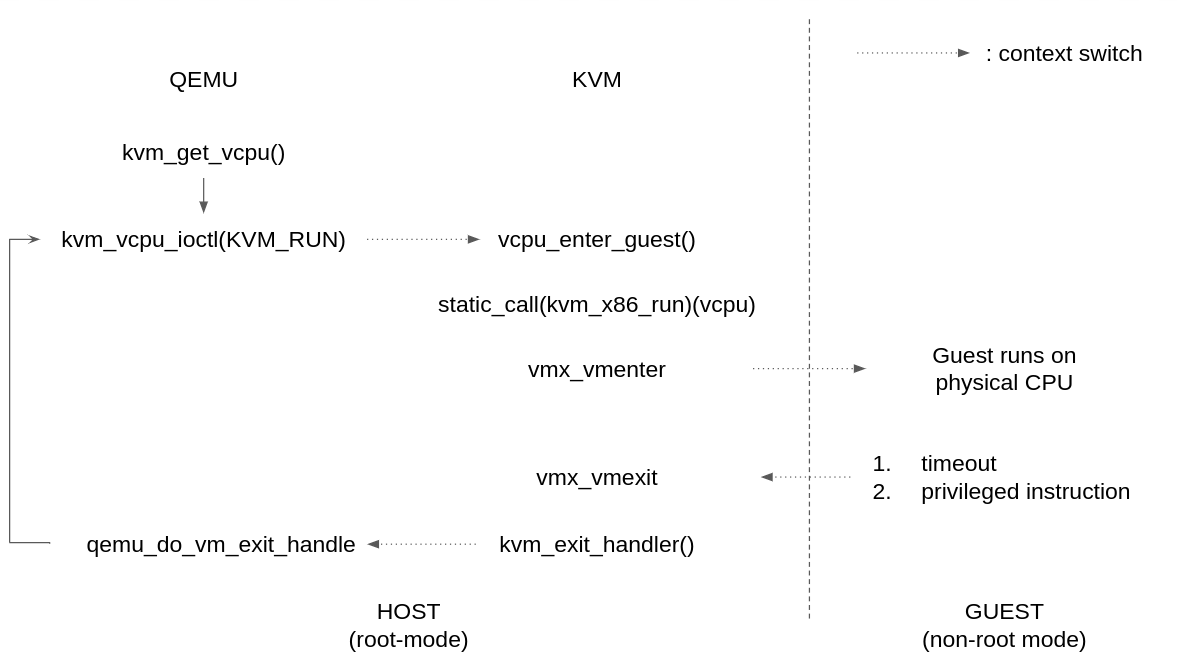 : context switch
QEMU
KVM
kvm_get_vcpu()
kvm_vcpu_ioctl(KVM_RUN)
vcpu_enter_guest()
static_call(kvm_x86_run)(vcpu)
vmx_vmenter
Guest runs on
physical CPU
vmx_vmexit
1. timeout
2. privileged instruction
qemu_do_vm_exit_handle
kvm_exit_handler()
HOST
(root-mode)
GUEST
(non-root mode)